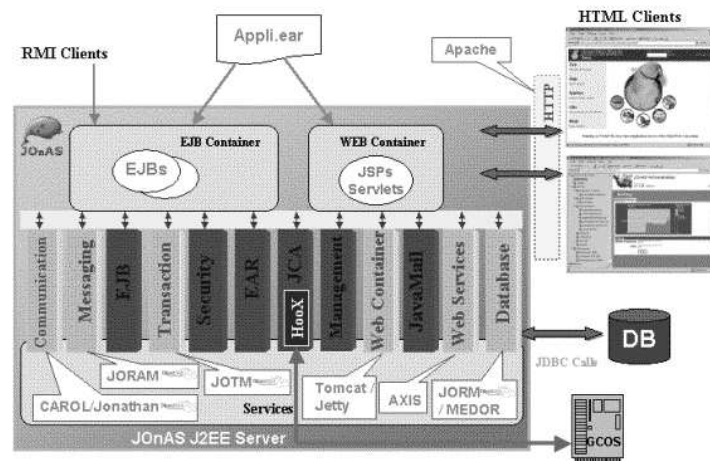 HTML Clients
Appli.ear
Apache
RMI Clients
HTTP
JOnAS
EJB Container
WEB Container
EJBs
JSPs
Servlets
Communication
Messaging
EJB
Transaction
Security
EAR
JCA
HooX
Management
Web Container
JavaMail
Web Services
Database
DB
JDBC Calls
JORAM
JOTM
Tomcat /
Jetty
AXIS
JORM
/ MEDOR
CAROL/Jonathan
Services
GCOS
JOnAS J2EE Server